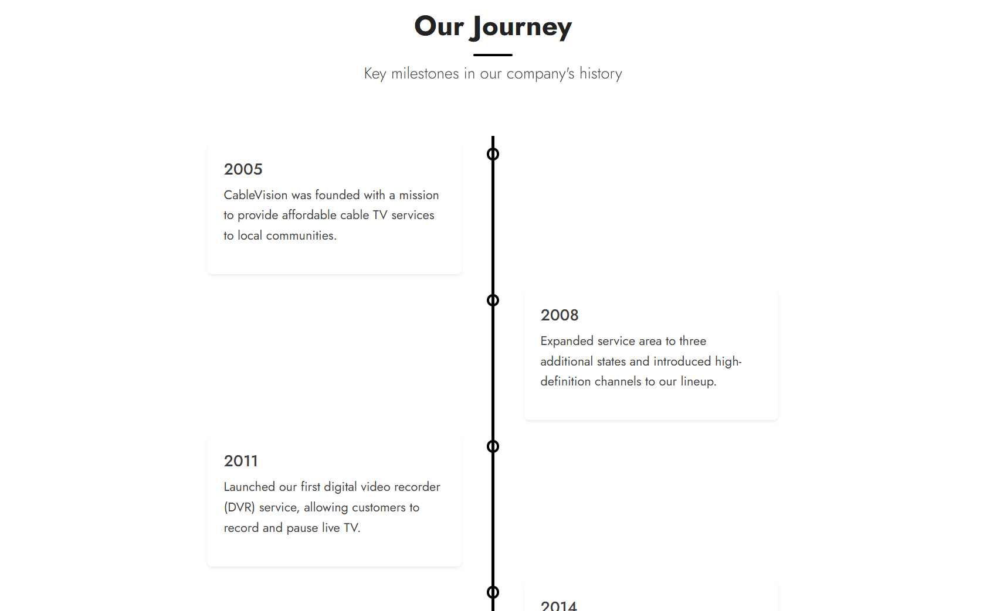 Our Journey
Key milestones in our company's history
2005
CableVision was founded with a mission
to provide affordable cable TV services
to local communities.
2008
Expanded service area to three
additional states and introduced high-
definition channels to our lineup.
2011
Launched our first digital video recorder
(DVR) service, allowing customers to
record and pause live TV.
2014